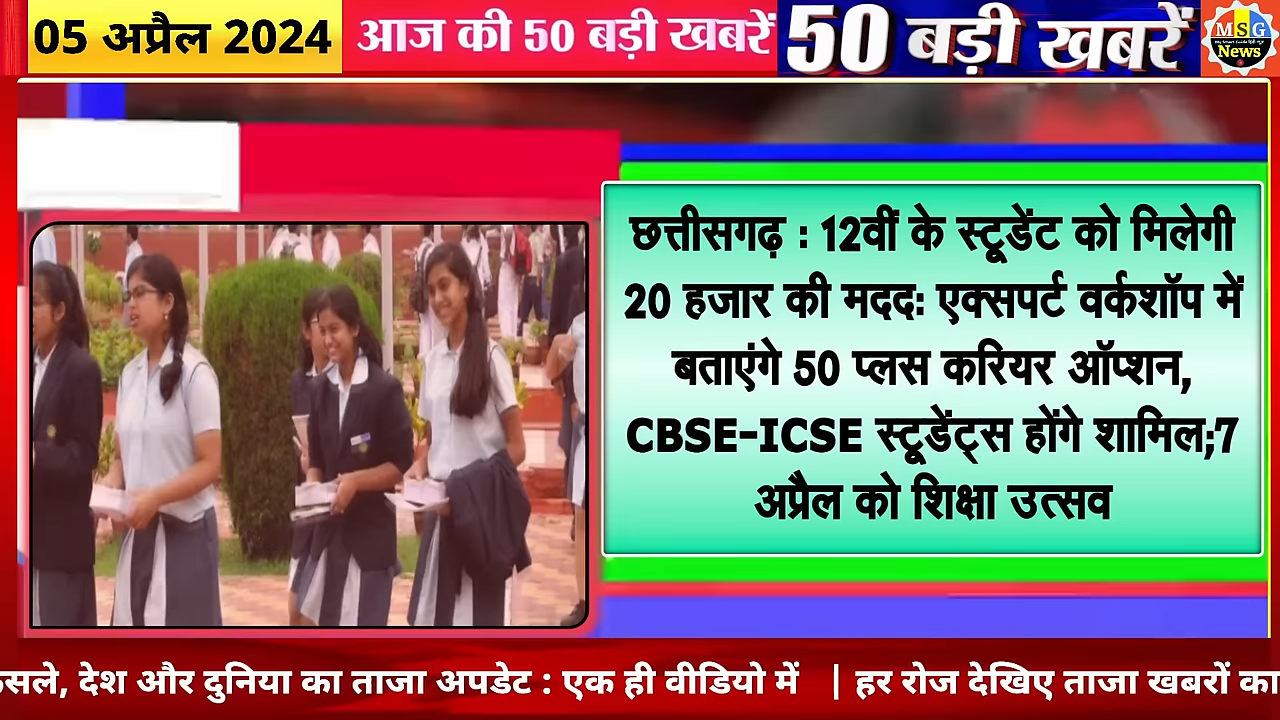 05 अप्रैल 2024
आज की 50 बड़ी खबरें
50 बड़ी खबरें
MSG
News
छत्तीसगढ़ : 12वीं के स्टूडेंट को मिलेगी
20 हजार की मददः एक्सपर्ट वर्कशॉप में
बताएंगे 50 प्लस करियर ऑप्शन,
CBSE-ICSE स्टूडेंट्स होंगे शामिल;7
अप्रैल को शिक्षा उत्सव
देश और दुनिया का ताजा अपडेट : एक ही वीडियो में | हर रोज देखिए ताजा खबरों का